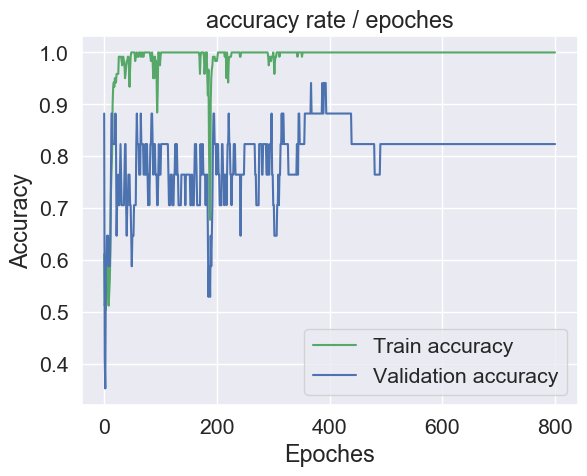 accuracy rate / epoches
1.0
0.9
0.8
0.7
0.6
0.5
0.4
Accuracy
Train accuracy
Validation accuracy
0
200
400
600
800
Epoches